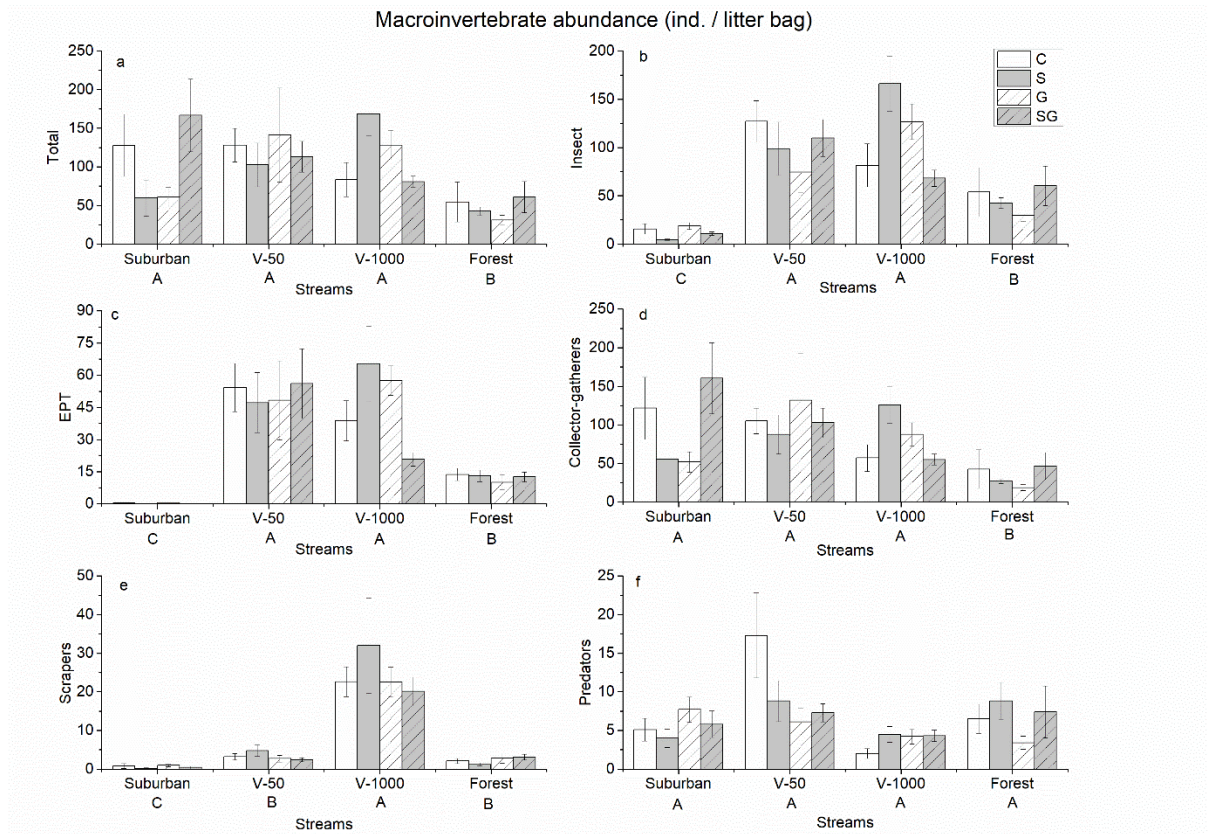 Macroinvertebrate abundance (ind. / litter bag)
a
250
200
150
100
50
0
Total
Suburban V-50 V-1000 Forest
A A A B
Streams
b
200
150
100
50
0
Insect
C
S
G
SG
Suburban V-50 V-1000 Forest
C A A B
Streams
c
90
75
60
45
30
15
0
EPT
Suburban V-50 V-1000 Forest
C A A B
Streams
d
250
200
150
100
50
0
Collector-gatherers
Suburban V-50 V-1000 Forest
A A A B
Streams
e
50
40
30
20
10
0
Scrapers
Suburban V-50 V-1000 Forest
C B A B
Streams
f
25
20
15
10
5
0
Predators
Suburban V-50 V-1000 Forest
A A A A
Streams